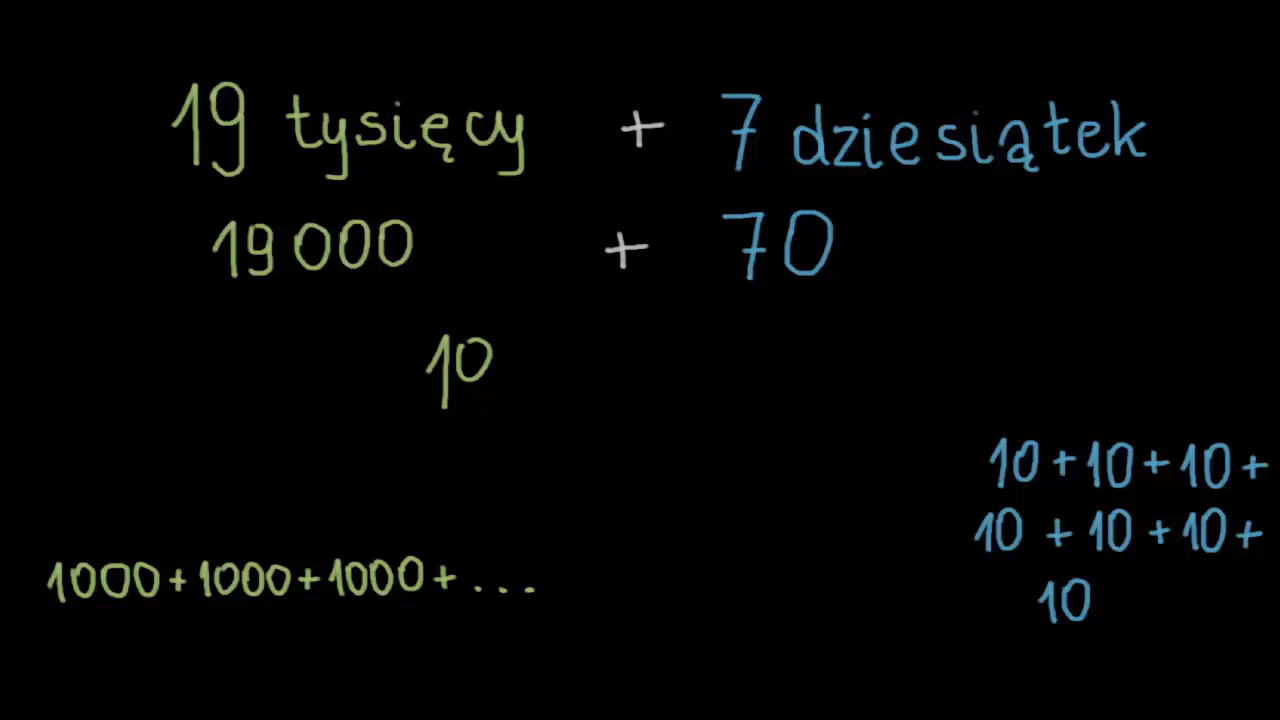 19 tysięcy + 7 dziesiątek
19 000 + 70
10
10 + 10 + 10 +
10 + 10 + 10 +
1000 + 1000 + 1000 + ...
10